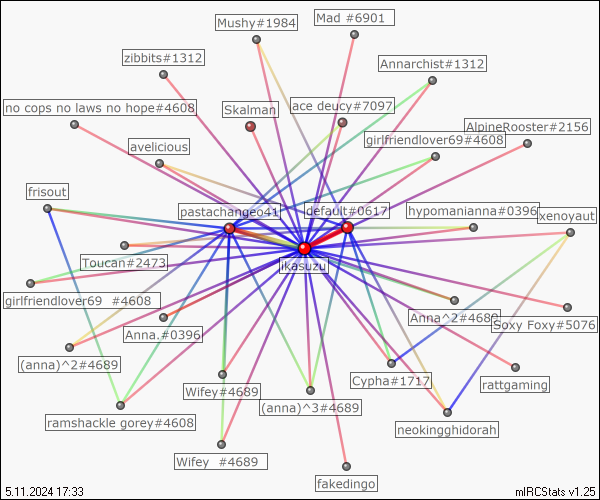 Mushy#1984
Mad #6901
zibbits#1312
Annarchist#1312
no cops no laws no hope#4608
Skalman
ace deucy#7097
AlpineRooster#2156
girlfriendlover69#4608
avelicious
frisout
pastachangeo41
default#0617
hypomanianna#0396
xenoyaut
Toucan#2473
ikasuzu
girlfriendlover69 #4608
Anna.#0396
Anna^2#4689
Soxy Foxy#5076
(anna)^2#4689
Wifey#4689
Cypha#1717
rattgaming
(anna)^3#4689
ramshackle gorey#4608
neokingghidorah
Wifey #4689
fakedingo
5.11.2024 17:33
mIRCStats v1.25